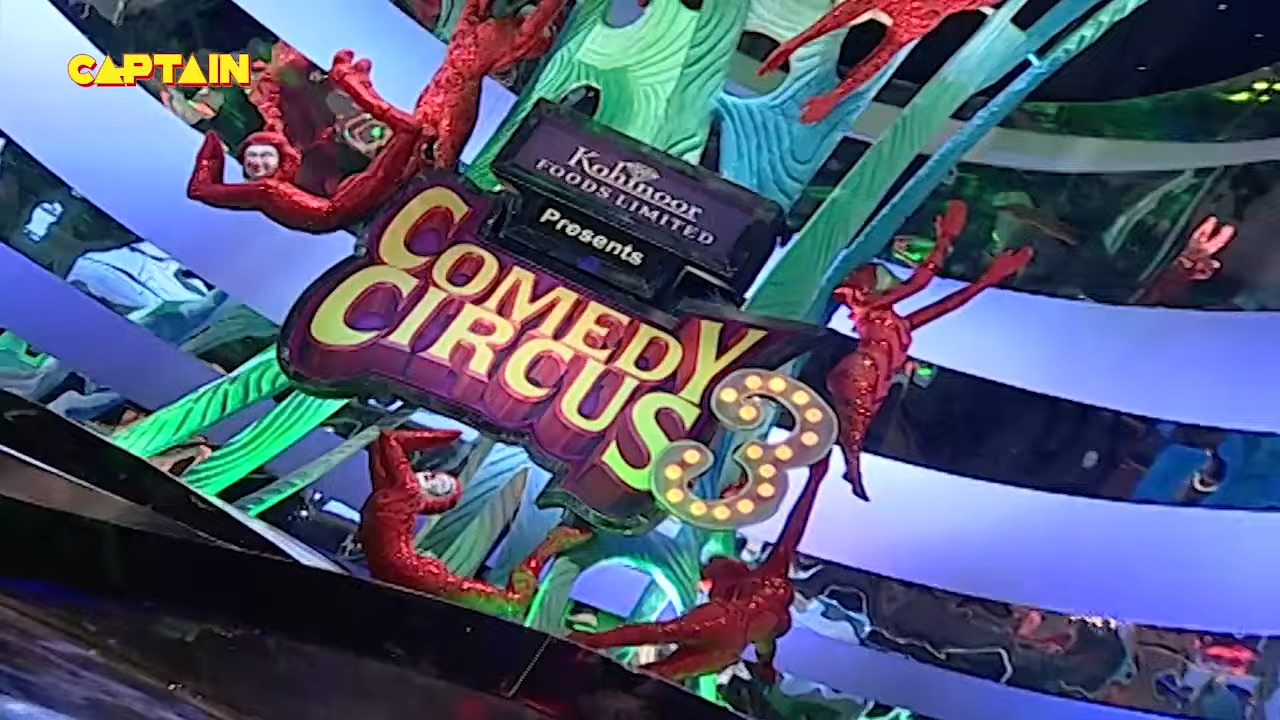 CAPTAIN
Kohinoor
FOODS LIMITED
Presents
COMEDY
CIRCUS
3